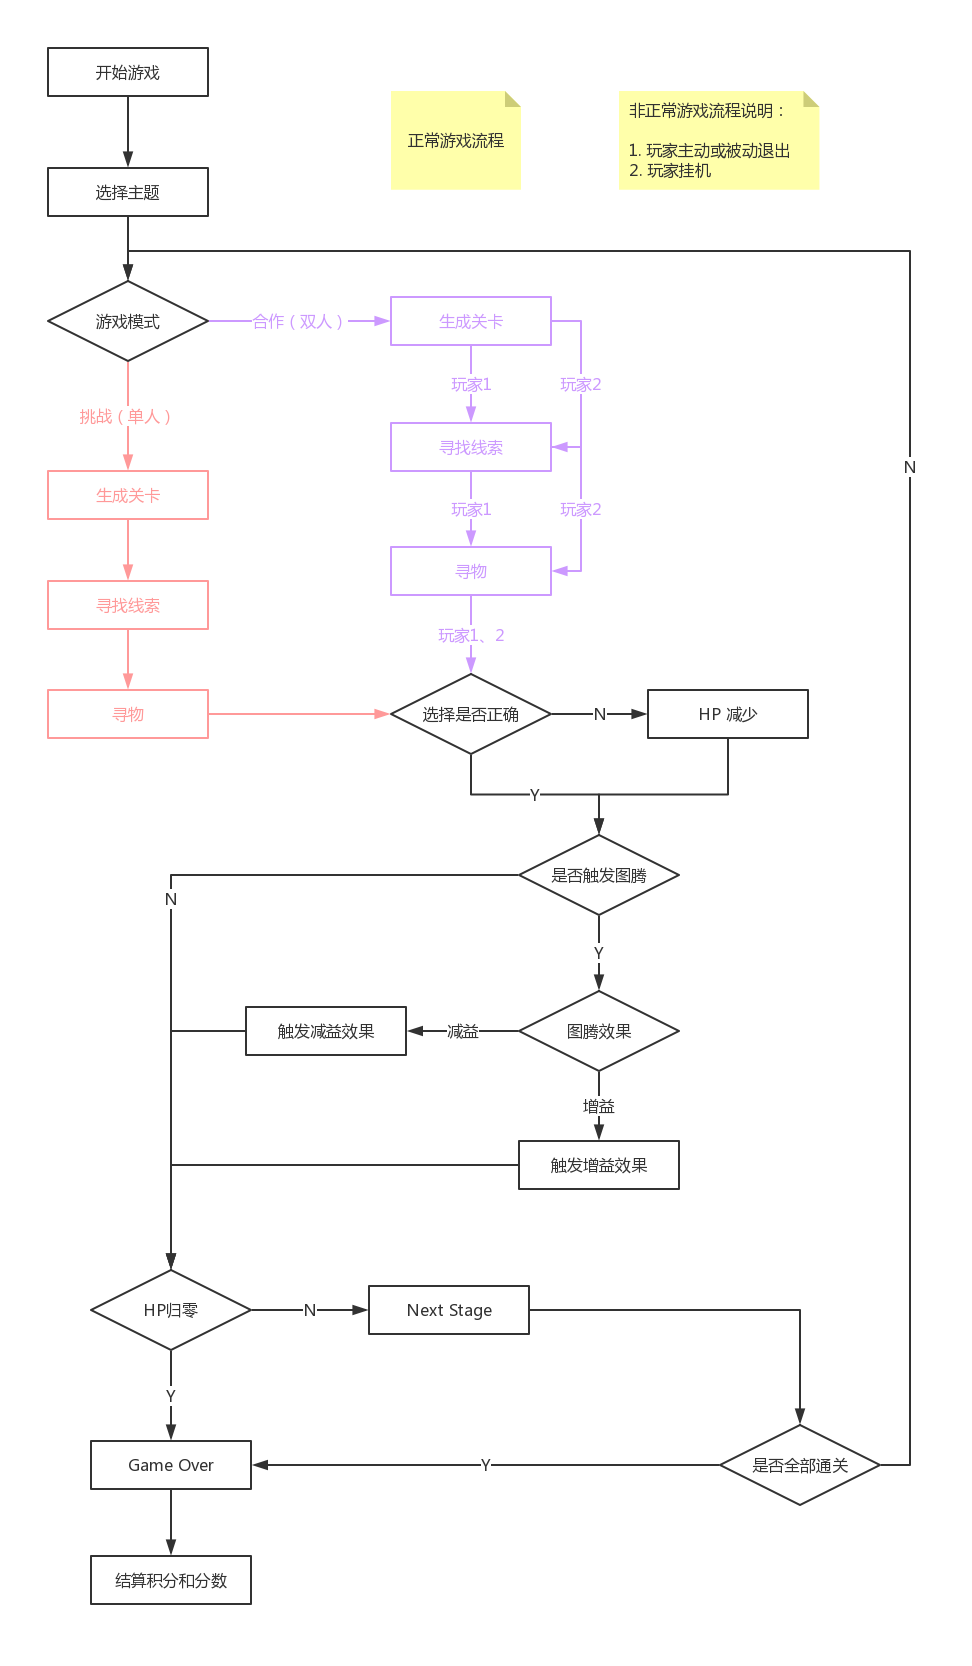 开始游戏
正常游戏流程
非正常游戏流程说明：
1. 玩家主动或被动退出
2. 玩家挂机
选择主题
游戏模式
合作（双人）
生成关卡
玩家1
玩家2
挑战（单人）
寻找线索
N
生成关卡
玩家1
玩家2
寻物
寻找线索
玩家1、2
寻物
选择是否正确
N
HP 减少
Y
是否触发图腾
N
Y
触发减益效果
减益
图腾效果
增益
触发增益效果
HP归零
N
Next Stage
Y
Game Over
Y
是否全部通关
结算积分和分数